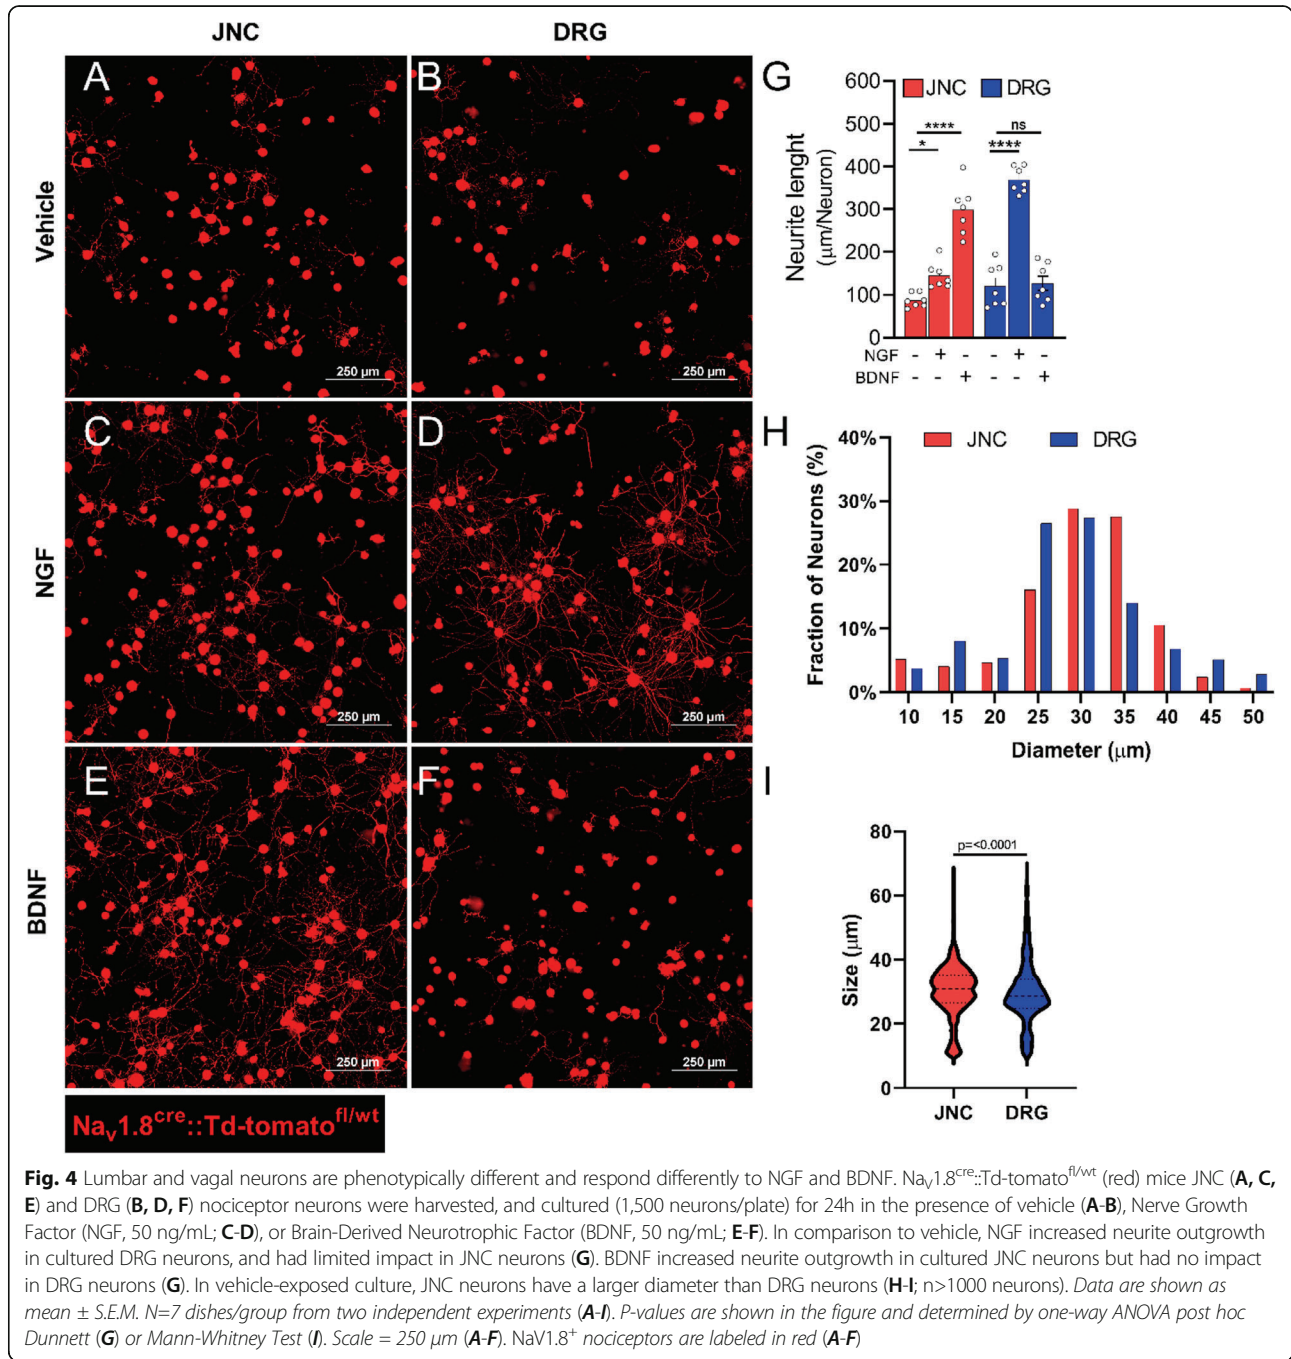 JNC
DRG
Vehicle
A
250 µm
B
250 µm
NGF
C
250 µm
D
250 µm
BDNF
E
250 µm
F
250 µm
Naᵥ1.8ᶜʳᵉ::Td-tomatoᶠˡ/ʷᵗ
G
600
500
400
300
200
100
0
Neurite lenght
(µm/Neuron)
JNC DRG
* **** **** ns
NGF - + - - + -
BDNF - - + - - +
H
40%
30%
20%
10%
0%
Fraction of Neurons (%)
JNC DRG
10 15 20 25 30 35 40 45 50
Diameter (µm)
I
80
60
40
20
0
Size (µm)
p=<0.0001
JNC DRG
Fig. 4 Lumbar and vagal neurons are phenotypically different and respond differently to NGF and BDNF. Naᵥ1.8ᶜʳᵉ::Td-tomatoᶠˡ/ʷᵗ (red) mice JNC (A, C,
E) and DRG (B, D, F) nociceptor neurons were harvested, and cultured (1,500 neurons/plate) for 24h in the presence of vehicle (A-B), Nerve Growth
Factor (NGF, 50 ng/mL; C-D), or Brain-Derived Neurotrophic Factor (BDNF, 50 ng/mL; E-F). In comparison to vehicle, NGF increased neurite outgrowth
in cultured DRG neurons, and had limited impact in JNC neurons (G). BDNF increased neurite outgrowth in cultured JNC neurons but had no impact
in DRG neurons (G). In vehicle-exposed culture, JNC neurons have a larger diameter than DRG neurons (H-I; n>1000 neurons). Data are shown as
mean ± S.E.M. N=7 dishes/group from two independent experiments (A-I). P-values are shown in the figure and determined by one-way ANOVA post hoc
Dunnett (G) or Mann-Whitney Test (I). Scale = 250 µm (A-F). NaV1.8⁺ nociceptors are labeled in red (A-F)